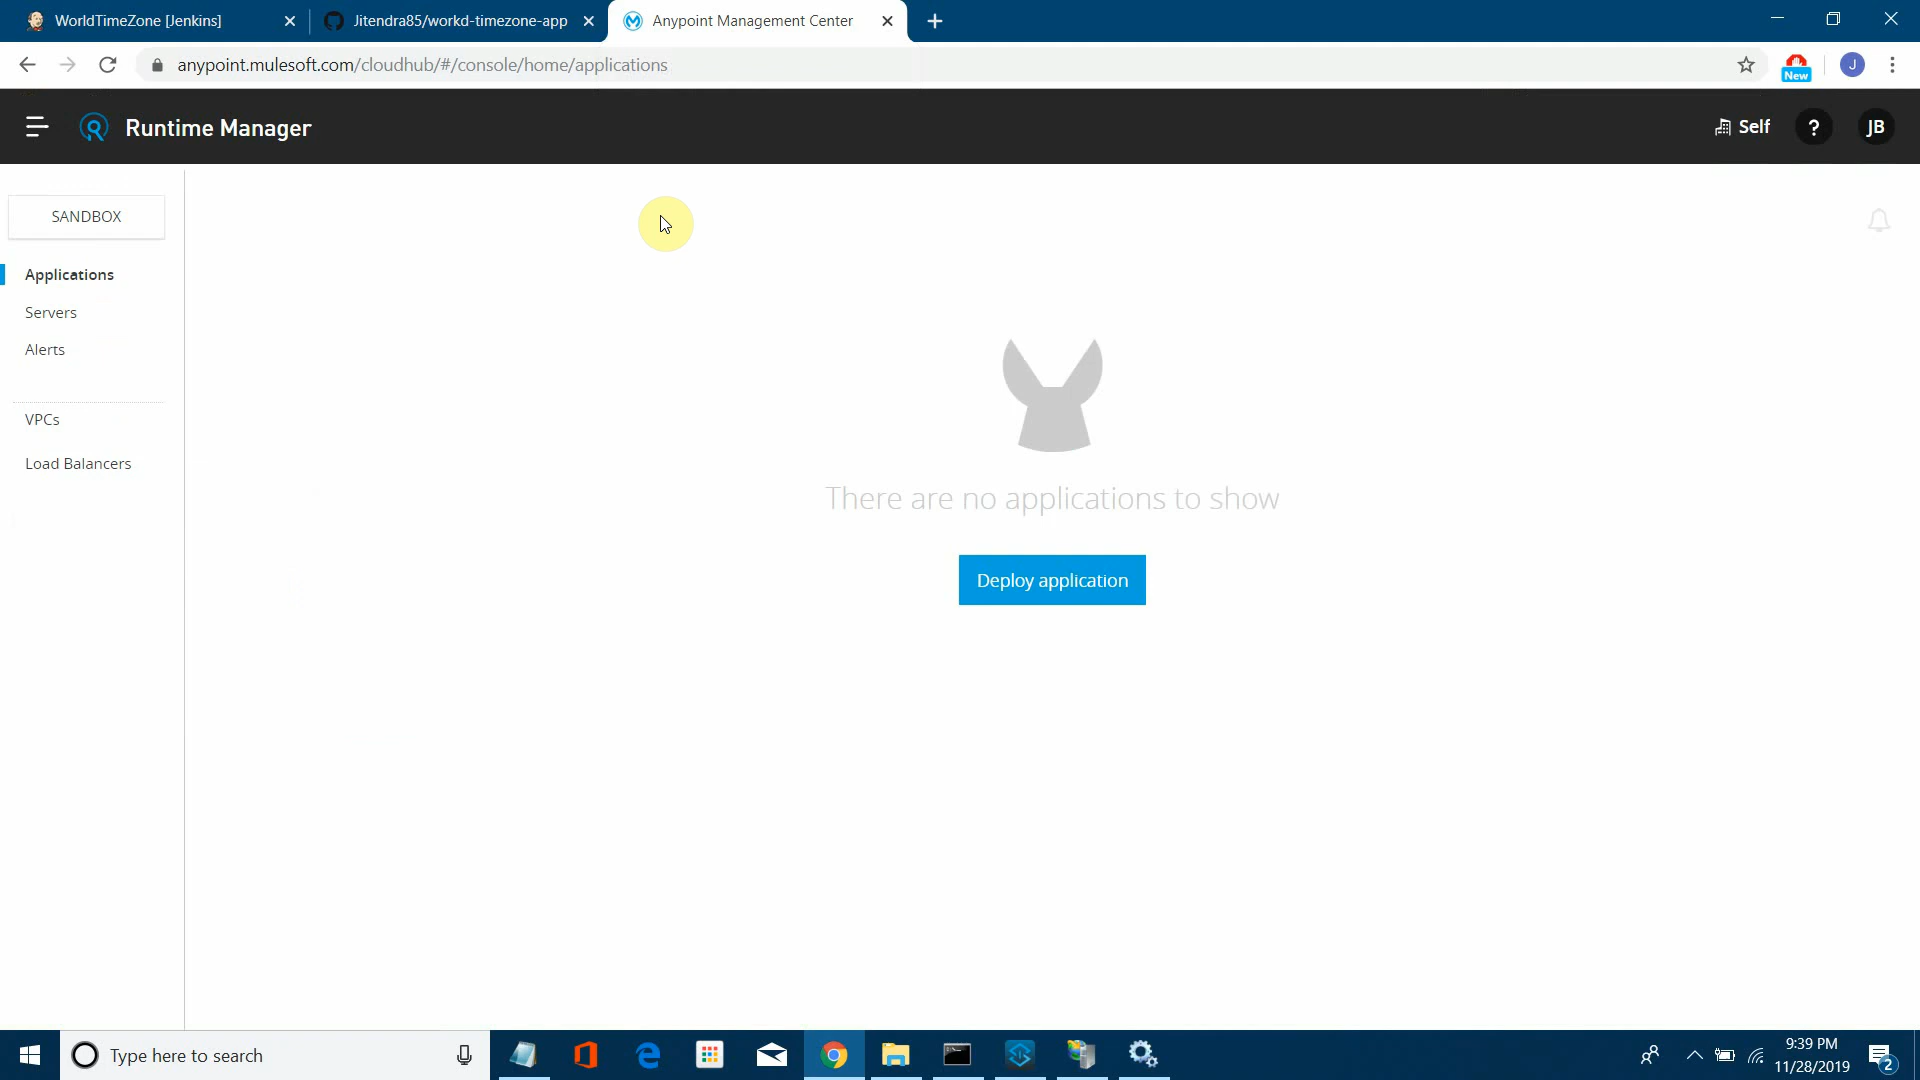 WorldTimeZone [Jenkins]
Jitendra85/workd-timezone-app
Anypoint Management Center
anypoint.mulesoft.com/cloudhub/#/console/home/applications
New
J
Runtime Manager
Self
?
JB
SANDBOX
Applications
Servers
Alerts
VPCs
Load Balancers
There are no applications to show
Deploy application
Type here to search
9:39 PM
11/28/2019
2